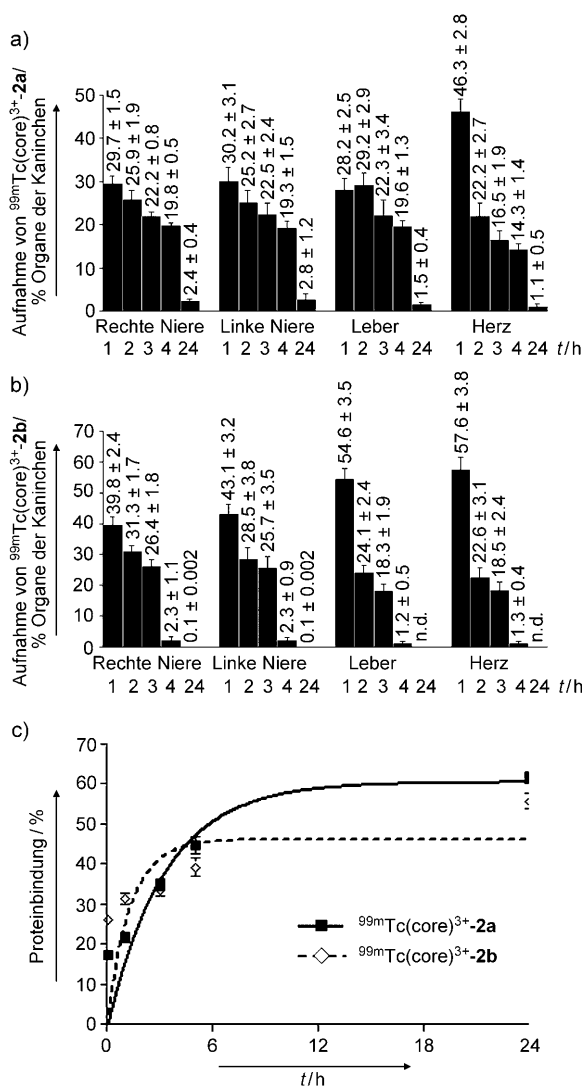 a)
Aufnahme von ⁹⁹ᵐTc(core)³⁺-2a/
% Organe der Kaninchen
50
40
30
20
10
0
29.7 ± 1.5
25.9 ± 1.9
22.2 ± 0.8
19.8 ± 0.5
2.4 ± 0.4
30.2 ± 3.1
25.2 ± 2.7
22.5 ± 2.4
19.3 ± 1.5
2.8 ± 1.2
28.2 ± 2.5
29.2 ± 2.9
22.3 ± 3.4
19.6 ± 1.3
1.5 ± 0.4
46.3 ± 2.8
22.2 ± 2.7
16.5 ± 1.9
14.3 ± 1.4
1.1 ± 0.5
Rechte Niere Linke Niere Leber Herz
1 2 3 4 24 1 2 3 4 24 1 2 3 4 24 1 2 3 4 24 t/h
b)
Aufnahme von ⁹⁹ᵐTc(core)³⁺-2b/
% Organe der Kaninchen
70
60
50
40
30
20
10
0
39.8 ± 2.4
31.3 ± 1.7
26.4 ± 1.8
2.3 ± 1.1
0.1 ± 0.002
43.1 ± 3.2
28.5 ± 3.8
25.7 ± 3.5
2.3 ± 0.9
0.1 ± 0.002
54.6 ± 3.5
24.1 ± 2.4
18.3 ± 1.9
1.2 ± 0.5
n.d.
57.6 ± 3.8
22.6 ± 3.1
18.5 ± 2.4
1.3 ± 0.4
n.d.
Rechte Niere Linke Niere Leber Herz
1 2 3 4 24 1 2 3 4 24 1 2 3 4 24 1 2 3 4 24 t/h
c)
Proteinbindung / %
70
60
50
40
30
20
10
0
⁹⁹ᵐTc(core)³⁺-2a
⁹⁹ᵐTc(core)³⁺-2b
0 6 12 18 24
t/h